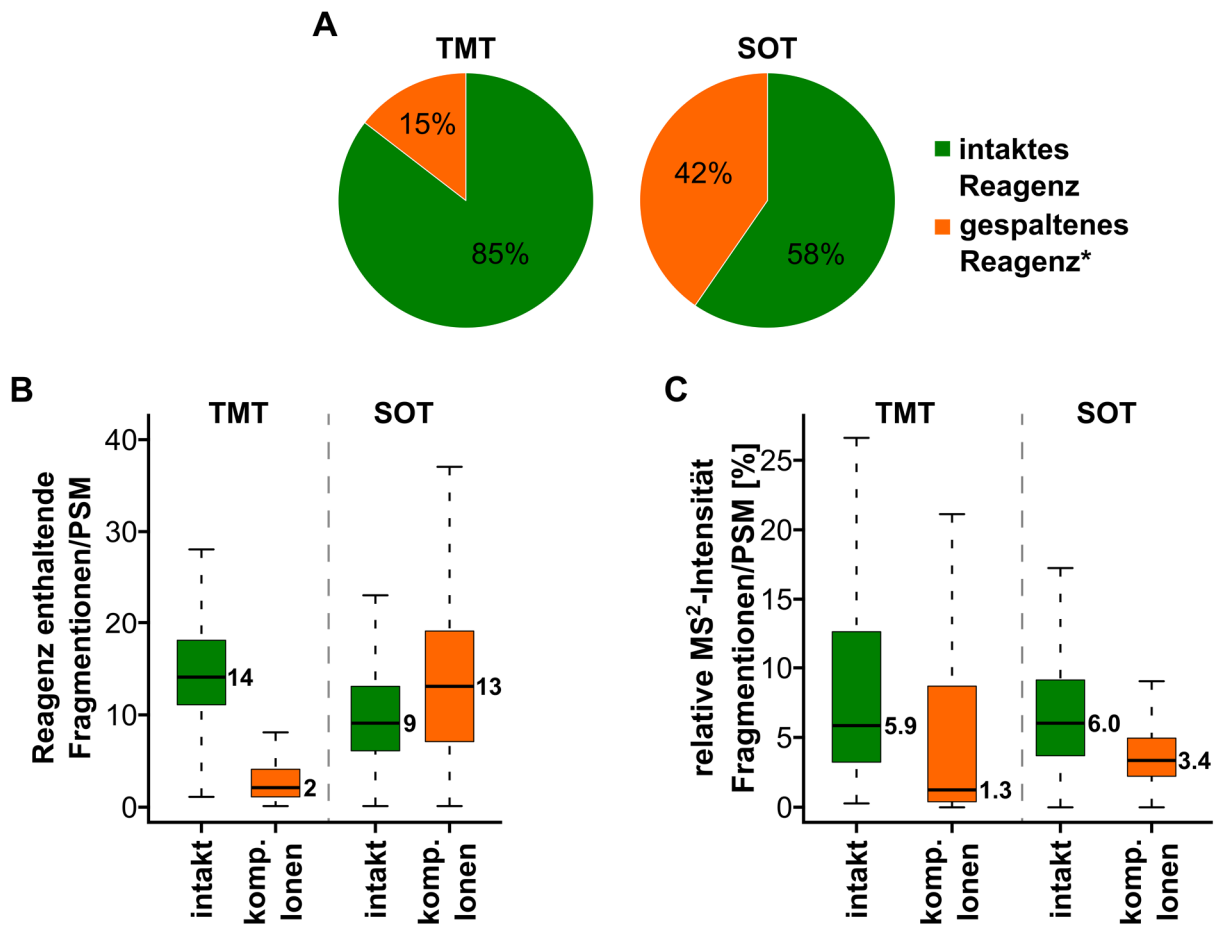 A
TMT
SOT
15%
85%
42%
58%
intaktes
Reagenz
gespaltenes
Reagenz*
B
TMT
SOT
Reagenz enthaltende
Fragmentionen/PSM
40
30
20
10
0
14
2
9
13
intakt
komp.
Ionen
intakt
komp.
Ionen
C
TMT
SOT
relative MS²-Intensität
Fragmentionen/PSM [%]
25
20
15
10
5
0
5.9
1.3
6.0
3.4
intakt
komp.
Ionen
intakt
komp.
Ionen